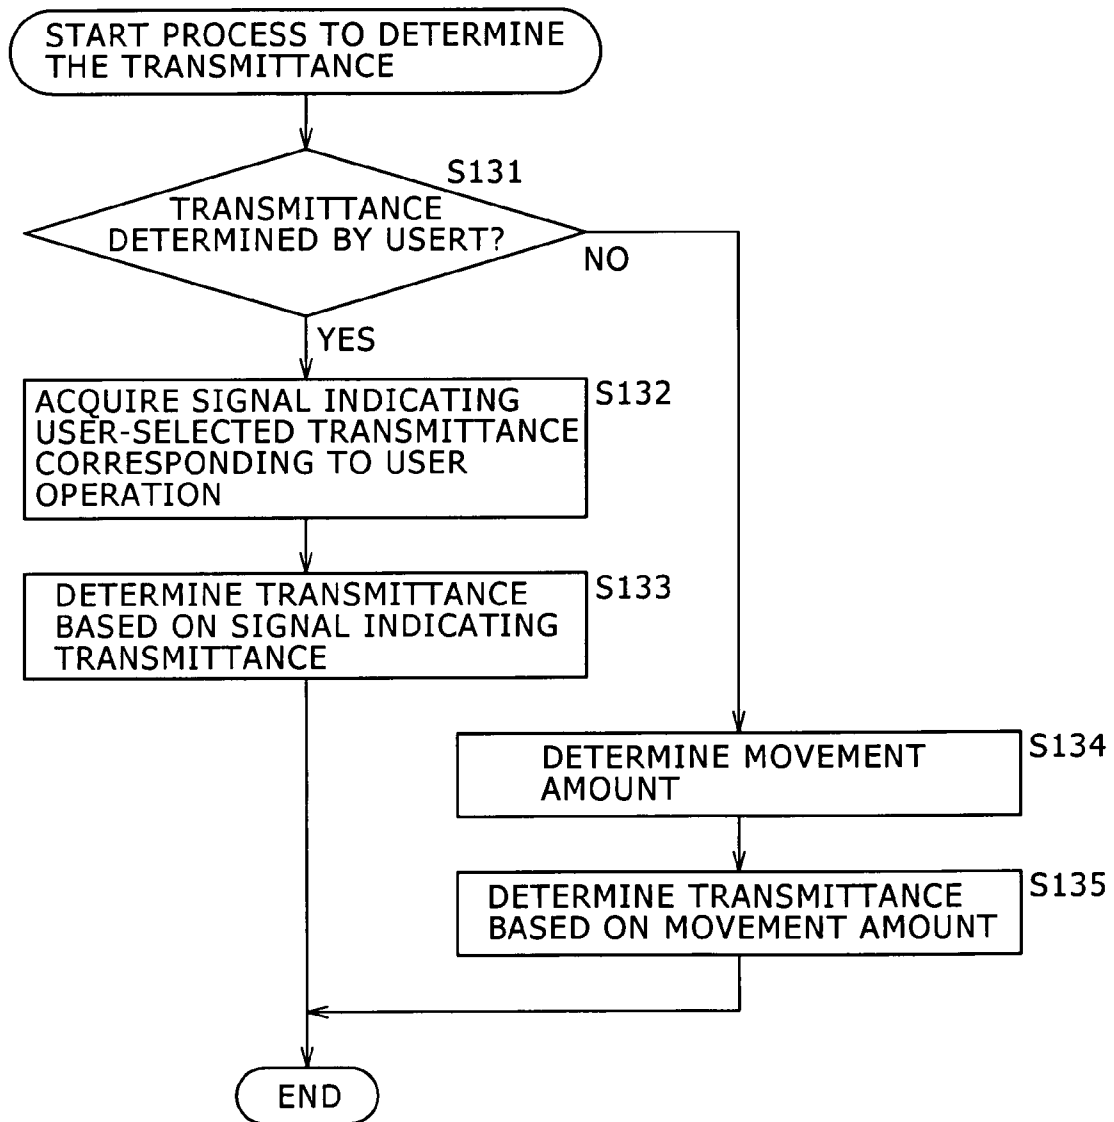 START PROCESS TO DETERMINE
THE TRANSMITTANCE
S131
TRANSMITTANCE
DETERMINED BY USERT?
NO
YES
S132
ACQUIRE SIGNAL INDICATING
USER-SELECTED TRANSMITTANCE
CORRESPONDING TO USER
OPERATION
S133
DETERMINE TRANSMITTANCE
BASED ON SIGNAL INDICATING
TRANSMITTANCE
S134
DETERMINE MOVEMENT
AMOUNT
S135
DETERMINE TRANSMITTANCE
BASED ON MOVEMENT AMOUNT
END